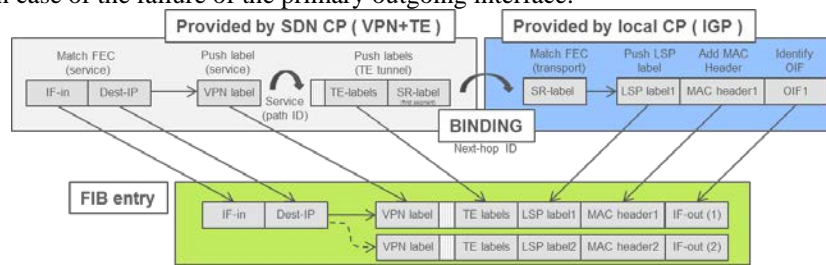 in case of the failure of the primary outgoing interface.
Provided by SDN CP ( VPN+TE )
Provided by local CP ( IGP )
Match FEC
(service)
Push label
(service)
Push labels
(TE tunnel)
Match FEC
(transport)
Push LSP
label
Add MAC
Header
Identify
OIF
IF-in
Dest-IP
VPN label
Service
(path ID)
TE-labels
SR-label
(first segment)
SR-label
LSP label1
MAC header1
OIF1
BINDING
Next-hop ID
FIB entry
IF-in
Dest-IP
VPN label
TE labels
LSP label1
MAC header1
IF-out (1)
VPN label
TE labels
LSP label2
MAC header2
IF-out (2)